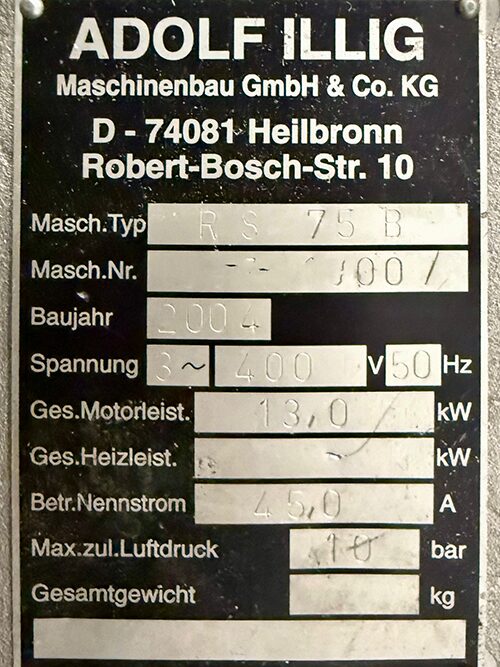 ADOLF ILLIG
Maschinenbau GmbH & Co. KG
D - 74081 Heilbronn
Robert-Bosch-Str. 10
Masch.Typ RS 75 B
Masch.Nr.
Baujahr 2004
Spannung 3~ 400 V 50 Hz
Ges.Motorleist. 13,0 kW
Ges.Heizleist. - kW
Betr.Nennstrom 45,0 A
Max.zul.Luftdruck 10 bar
Gesamtgewicht kg